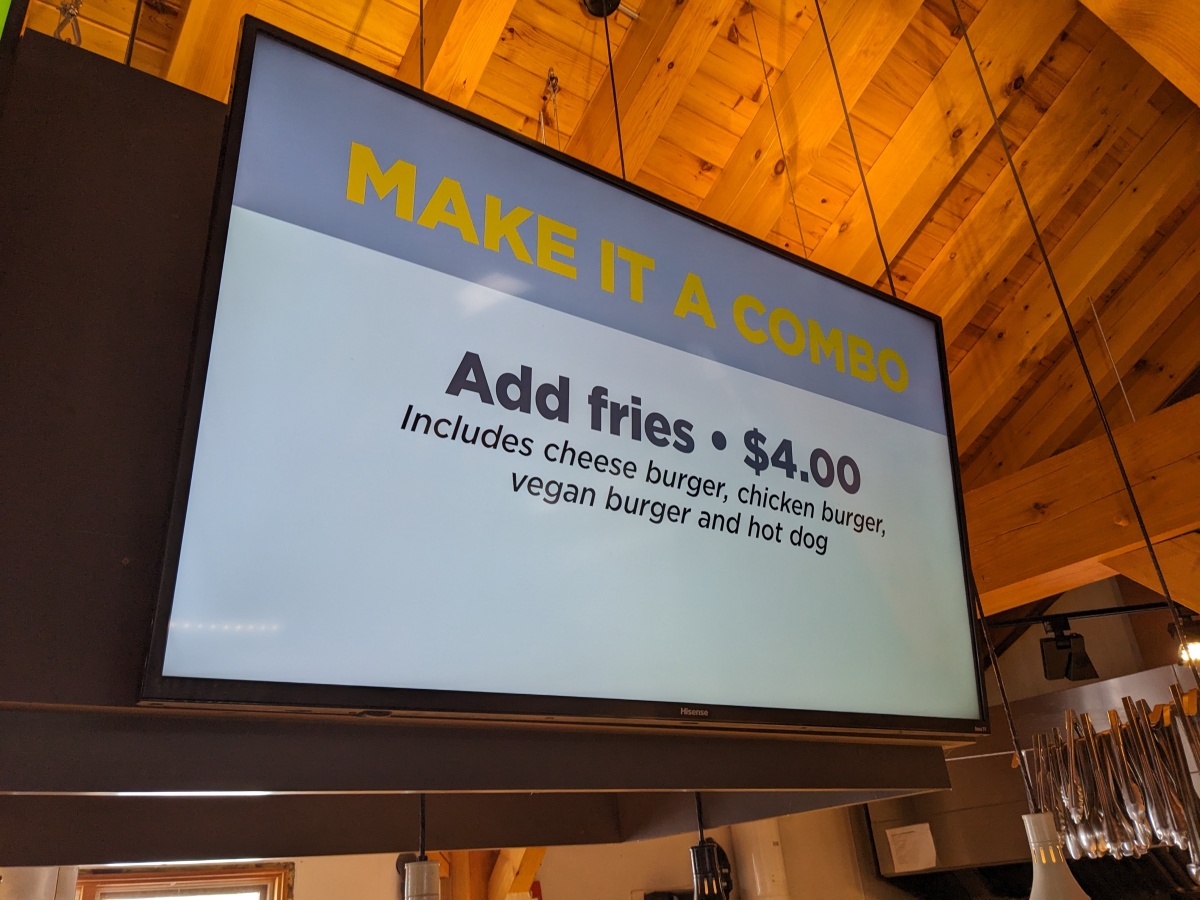 MAKE IT A COMBO
Add fries • $4.00
Includes cheese burger, chicken burger,
vegan burger and hot dog
Hisense